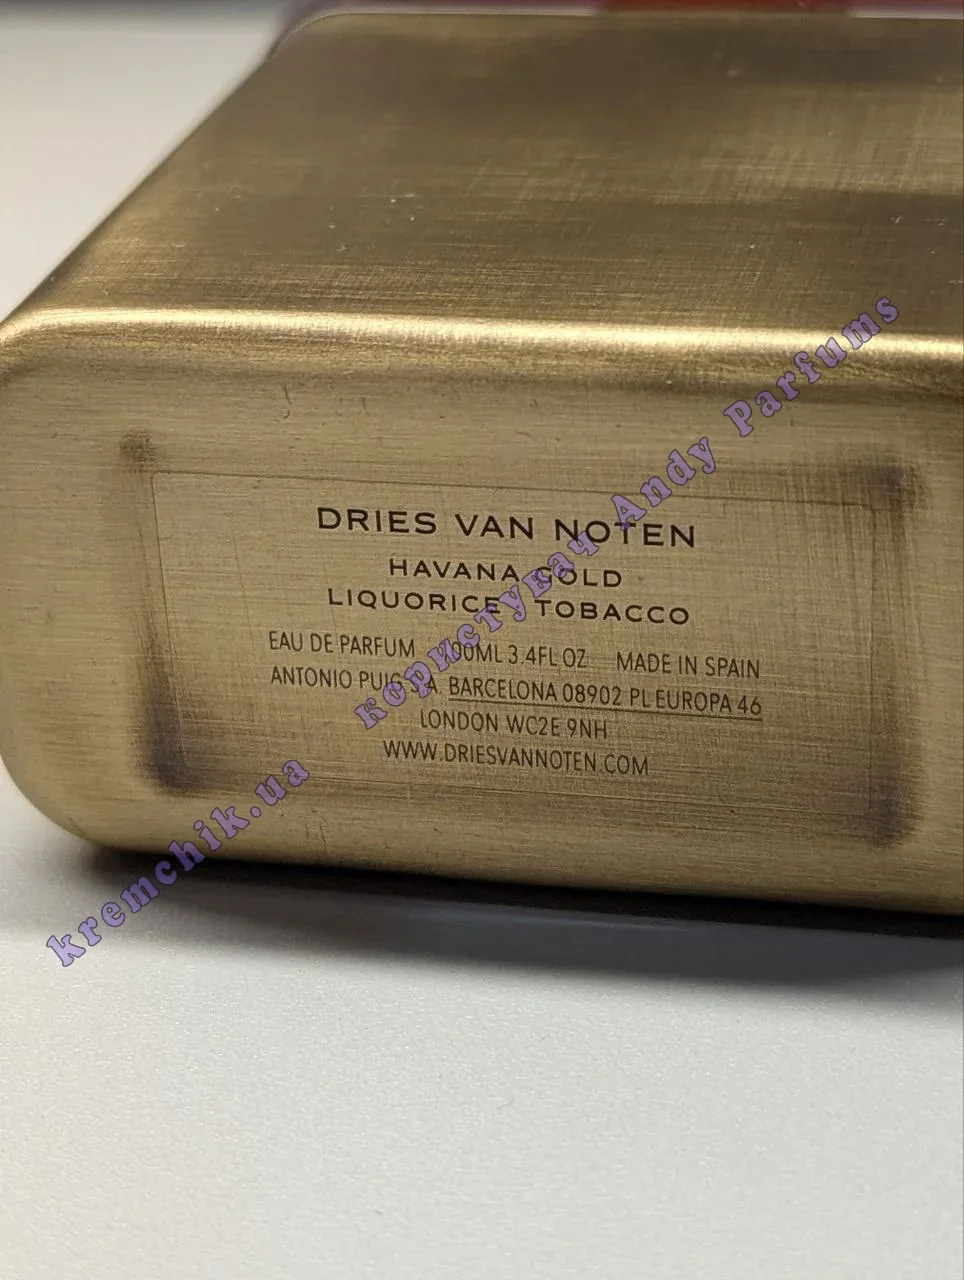 DRIES VAN NOTEN
HAVANA GOLD
LIQUORICE TOBACCO
EAU DE PARFUM 100ML 3.4FL OZ MADE IN SPAIN
ANTONIO PUIG S.A. BARCELONA 08902 PL EUROPA 46
LONDON WC2E 9NH
WWW.DRIESVANNOTEN.COM
kremchik.ua користувач Andy Parfums